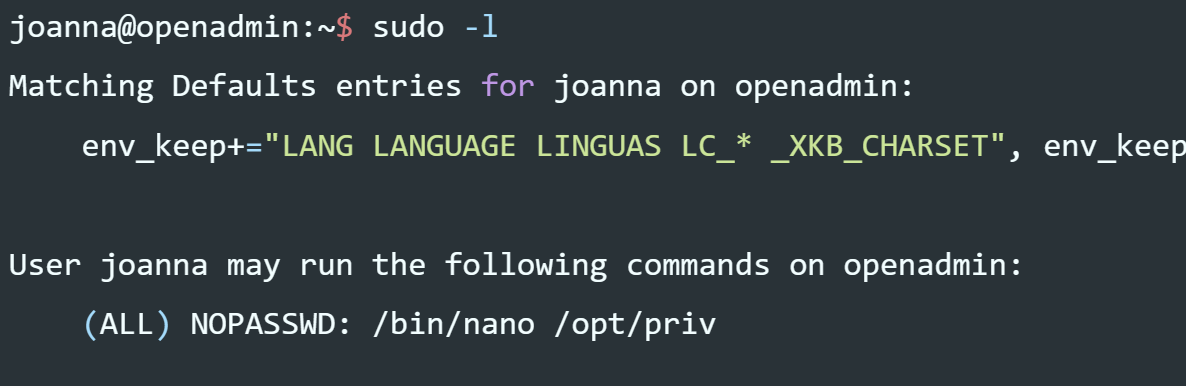 joanna@openadmin:~$ sudo -l
Matching Defaults entries for joanna on openadmin:
env_keep+="LANG LANGUAGE LINGUAS LC_* _XKB_CHARSET", env_keep
User joanna may run the following commands on openadmin:
(ALL) NOPASSWD: /bin/nano /opt/priv